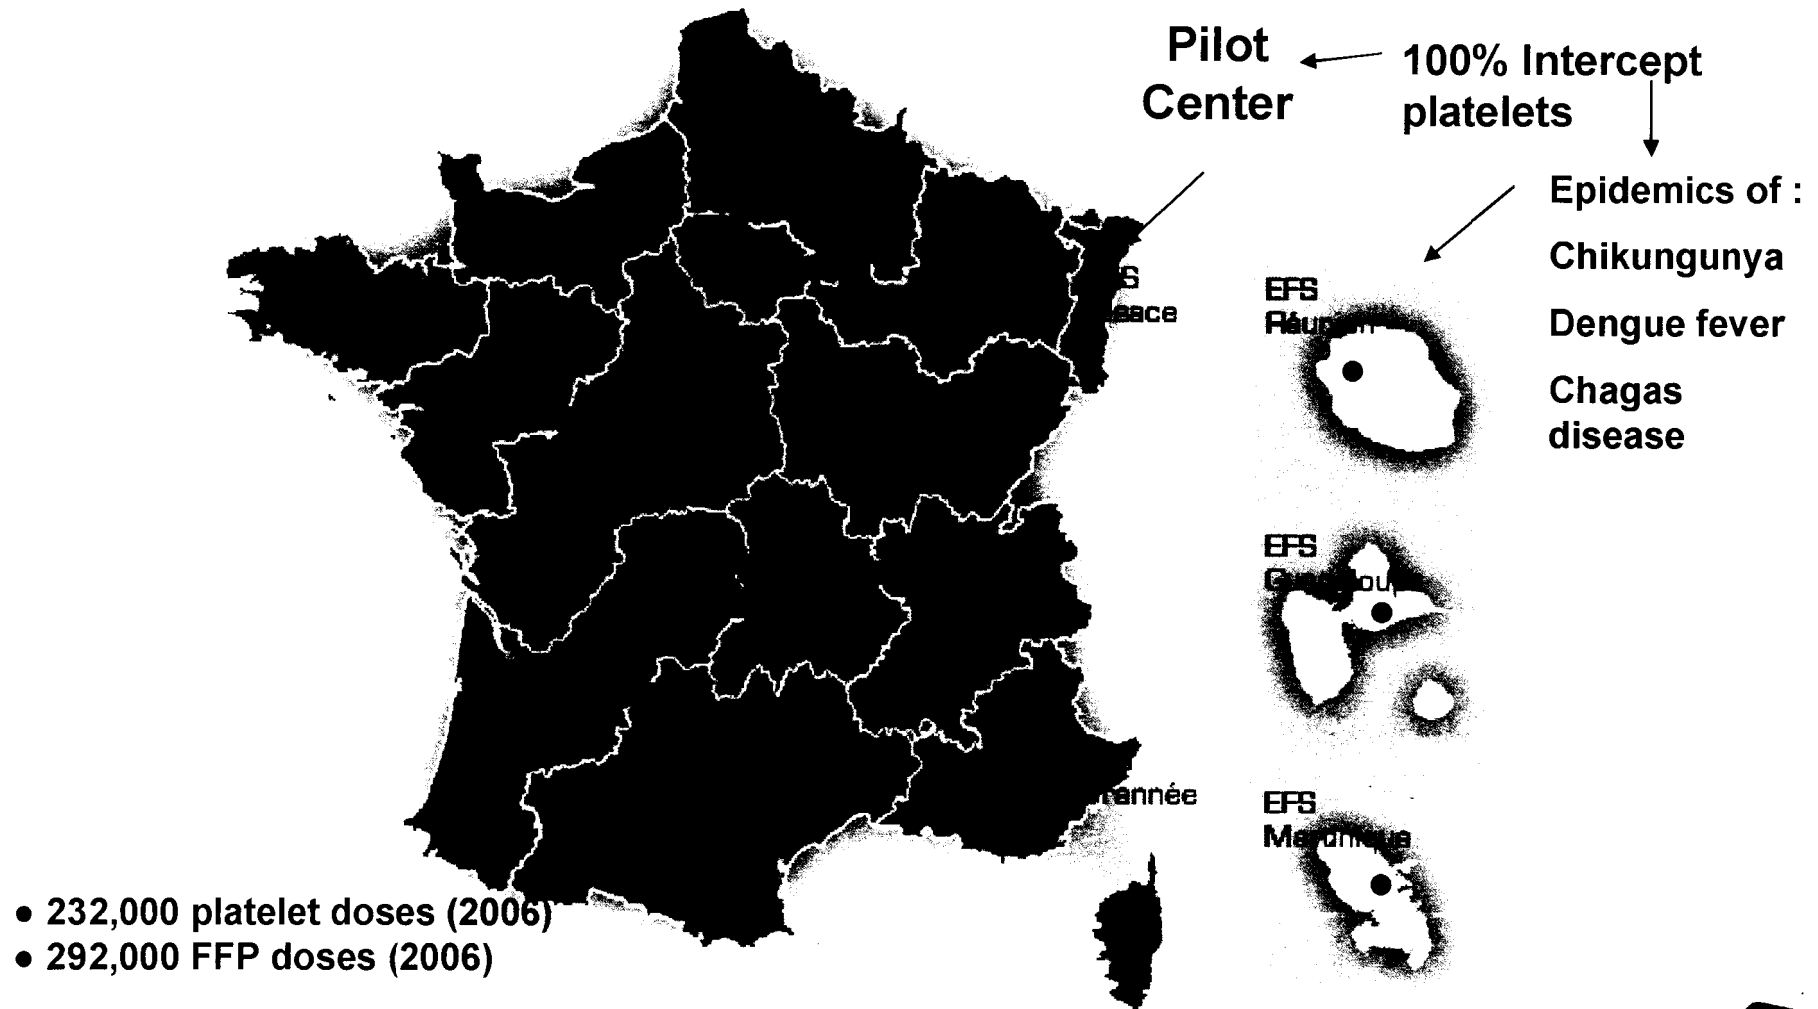 Pilot
Center
100% Intercept
platelets
Epidemics of :
Chikungunya
Dengue fever
Chagas
disease
EFS
EFS
EFS
Martinique
• 232,000 platelet doses (2006)
• 292,000 FFP doses (2006)